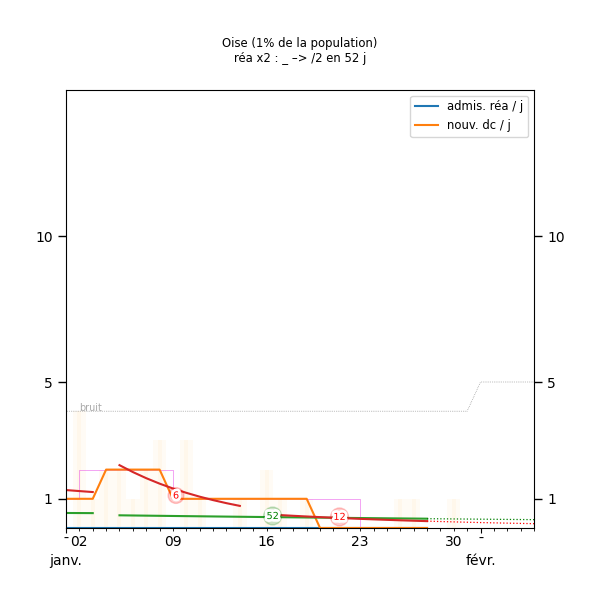 Oise (1% de la population)
réa x2 : _ –> /2 en 52 j
admis. réa / j
nouv. dc / j
10 10
5 5
bruit
6
1 1
52 12
02 09 16 23 30 -
janv. févr.